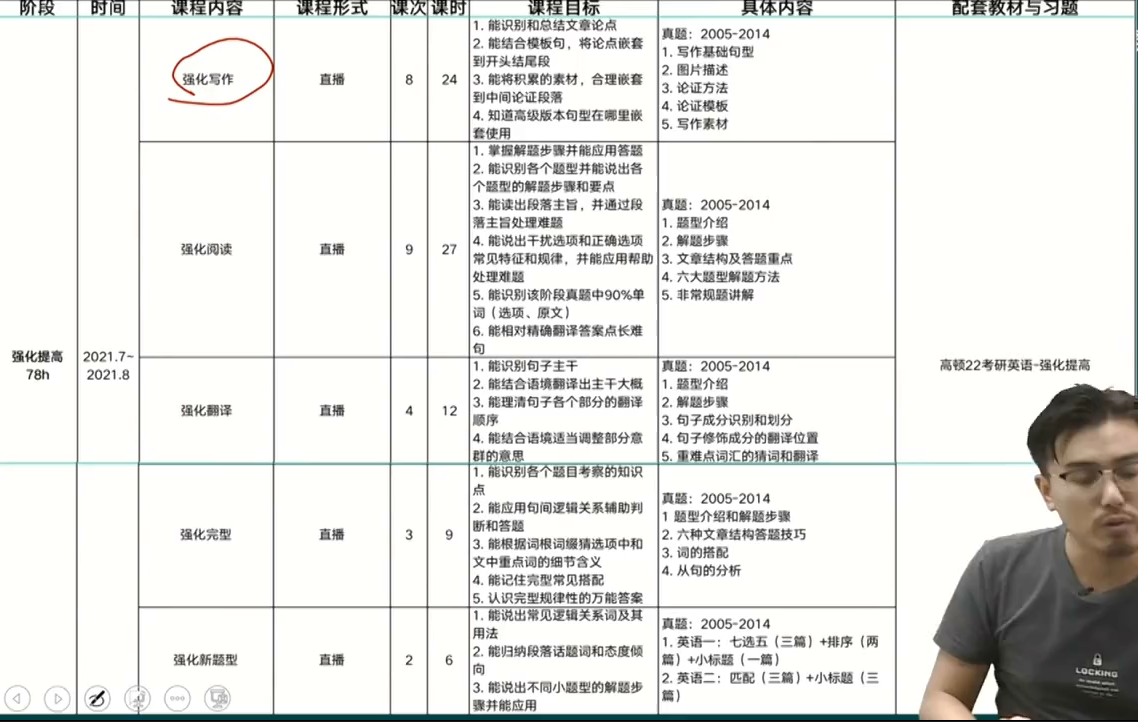 阶段 时间 课程内容 课程形式 课次 课时 课程目标 具体内容 配套教材与习题
强化提高
78h
2021.7~
2021.8
强化写作 直播 8 24
1. 能识别和总结文章论点
2. 能结合模板句，将论点嵌套
到开头结尾段
3. 能将积累的素材，合理嵌套
到中间论证段落
4. 知道高级版本句型在哪里嵌
套使用
真题：2005-2014
1. 写作基础句型
2. 图片描述
3. 论证方法
4. 论证模板
5. 写作素材
强化阅读 直播 9 27
1. 掌握解题步骤并能应用答题
2. 能识别各个题型并能说出各
个题型的解题步骤和要点
3. 能读出段落主旨，并通过段
落主旨处理难题
4. 能说出干扰选项和正确选项
常见特征和规律，并能应用帮助
处理难题
5. 能识别该阶段真题中90%单
词（选项、原文）
6. 能相对精确翻译答案点长难
句
真题：2005-2014
1. 题型介绍
2. 解题步骤
3. 文章结构及答题重点
4. 六大题型解题方法
5. 非常规题讲解
强化翻译 直播 4 12
1. 能识别句子主干
2. 能结合语境翻译出主干大概
3. 能理清句子各个部分的翻译
顺序
4. 能结合语境适当调整部分意
群的意思
真题：2005-2014
1. 题型介绍
2. 解题步骤
3. 句子成分识别和划分
4. 句子修饰成分的翻译位置
5. 重难点词汇的猜词和翻译
高顿22考研英语-强化提高
强化完型 直播 3 9
1. 能识别各个题目考察的知识
点
2. 能应用句间逻辑关系辅助判
断和答题
3. 能根据词根词缀猜选项中和
文中重点词的细节含义
4. 能记住完型常见搭配
5. 认识完型规律性的万能答案
真题：2005-2014
1 题型介绍和解题步骤
2. 六种文章结构答题技巧
3. 词的搭配
4. 从句的分析
强化新题型 直播 2 6
1. 能说出常见逻辑关系词及其
用法
2. 能归纳段落话题词和态度倾
向
3. 能说出不同小题型的解题步
骤并能应用
真题：2005-2014
1. 英语一：七选五（三篇）+排序（两
篇）+小标题（一篇）
2. 英语二：匹配（三篇）+小标题（三
篇）
LOCKING